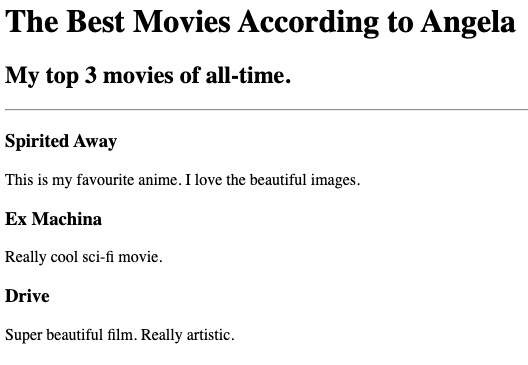 The Best Movies According to Angela
My top 3 movies of all-time.
Spirited Away
This is my favourite anime. I love the beautiful images.
Ex Machina
Really cool sci-fi movie.
Drive
Super beautiful film. Really artistic.